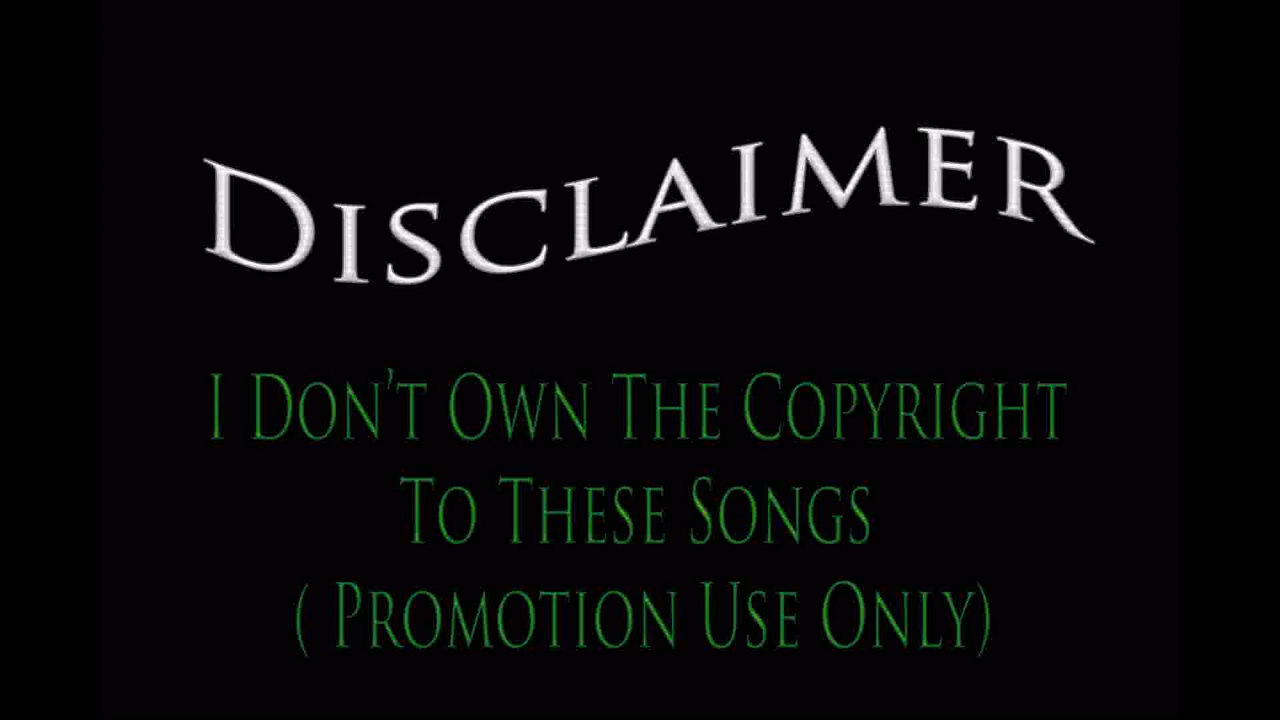 DISCLAIMER
I DON'T OWN THE COPYRIGHT
TO THESE SONGS
( PROMOTION USE ONLY)